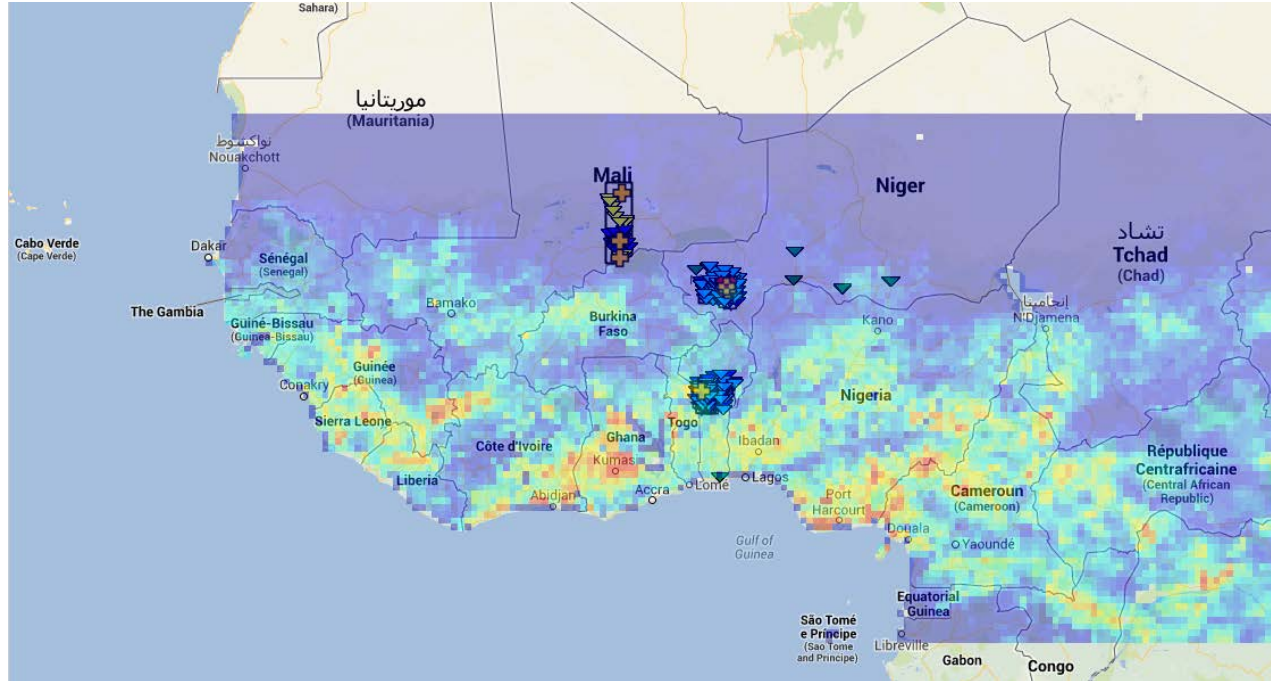 Sahara)
موريتانيا
(Mauritania)
نواكشوط
Nouakchott
Mali
Niger
تشاد
Tchad
(Chad)
Cabo Verde
(Cape Verde)
Dakar
Sénégal
(Senegal)
The Gambia
Bamako
Burkina
Faso
Kano
إنجامينا
N'Djamena
Guiné-Bissau
(Guinea-Bissau)
Guinée
(Guinea)
Conakry
Sierra Leone
Nigeria
Togo
Ghana
Côte d'Ivoire
Ibadan
Kumas
Liberia
République
Centrafricaine
(Central African
Republic)
Abidjan
Accra
Lomé
Lagos
Port
Harcourt
Cameroun
(Cameroon)
Douala
Yaoundé
Gulf of
Guinea
Equatorial
Guinea
São Tomé
e Príncipe
(Sao Tome
and Principe)
Libreville
Gabon
Congo